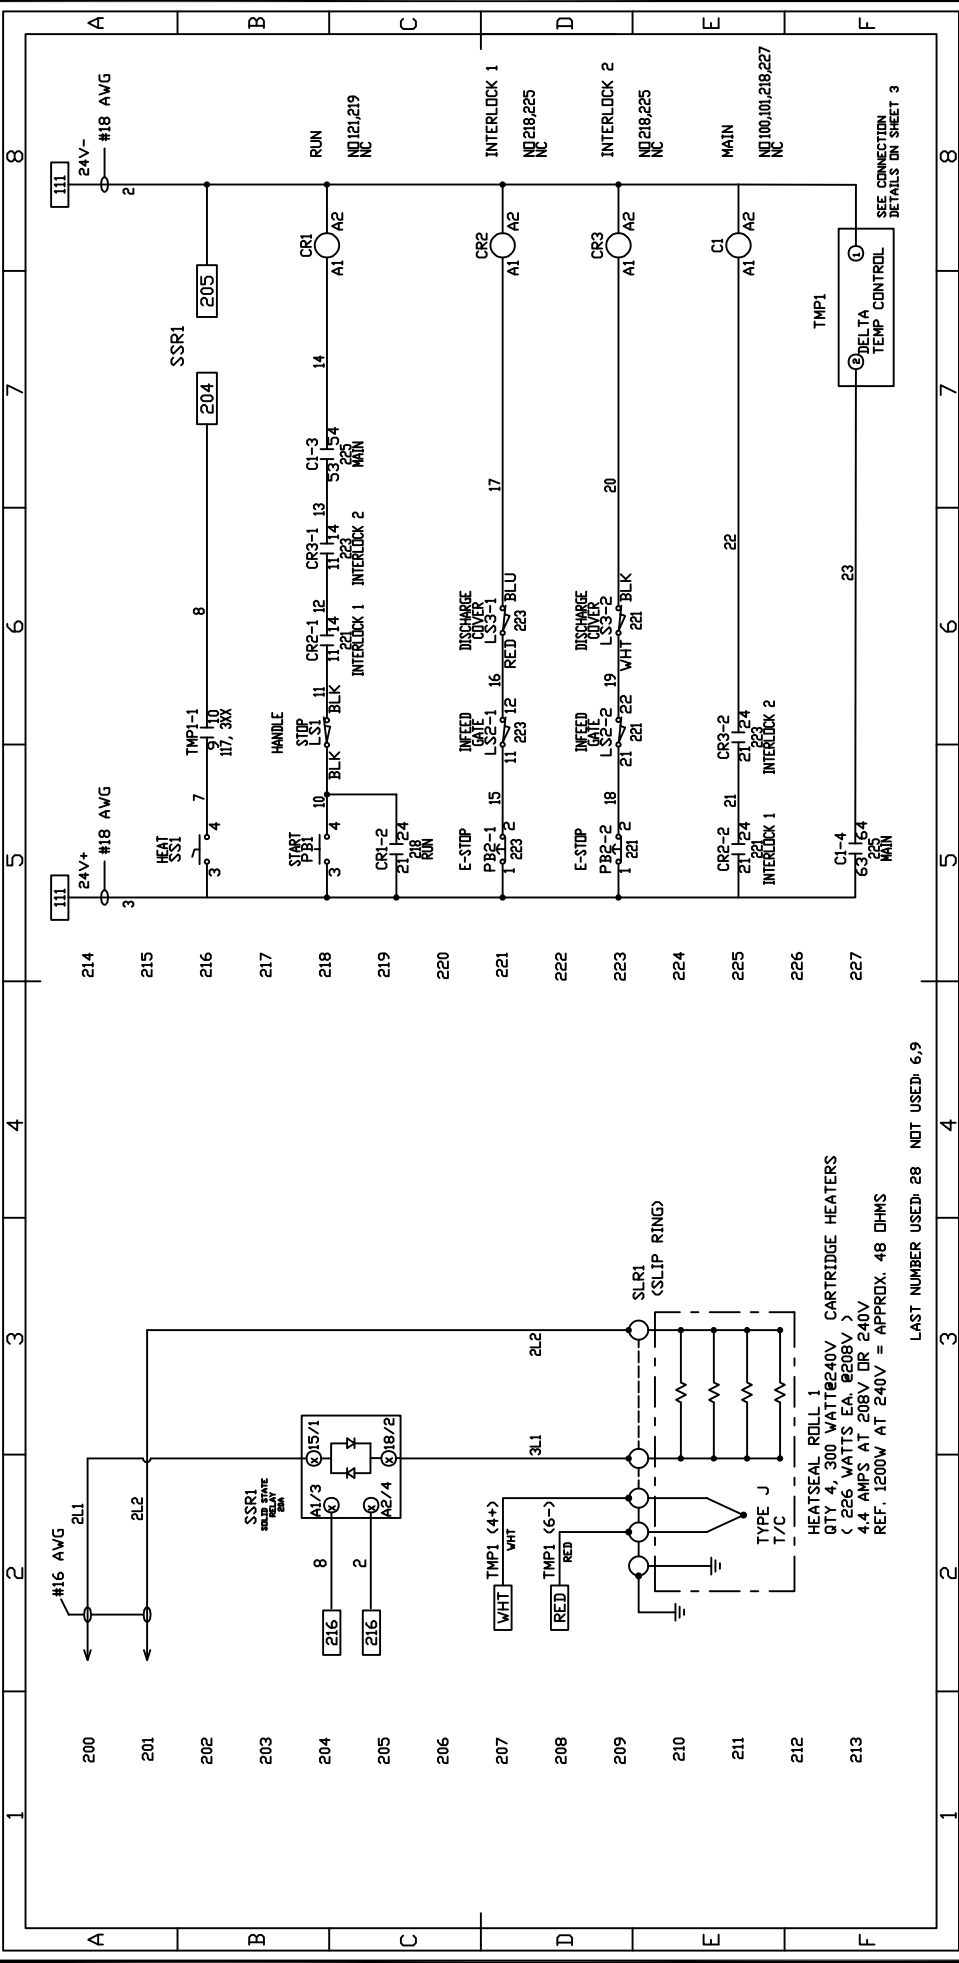 1
2
3
4
5
6
7
8
A
B
C
D
E
F
200
201
202
203
204
205
206
207
208
209
210
211
212
213
#16 AWG
2L1
2L2
SSR1
SOLID STATE
RELAY
20A
A1/3
15/1
A2/4
18/2
8
2
216
216
TMP1 (4+)
WHT
WHT
TMP1 (6-)
RED
RED
3L1
2L2
SLR1
(SLIP RING)
TYPE J
T/C
HEATSEAL ROLL 1
QTY 4, 300 WATT@240V CARTRIDGE HEATERS
( 226 WATTS EA. @208V )
4.4 AMPS AT 208V OR 240V
REF. 1200W AT 240V = APPROX. 48 OHMS
LAST NUMBER USED: 28 NOT USED: 6,9
214
215
216
217
218
219
220
221
222
223
224
225
226
227
111
24V+
#18 AWG
3
111
24V-
#18 AWG
2
HEAT
SS1
3
4
7
TMP1-1
9
10
117, 3XX
8
204
SSR1
205
START
PB1
3
4
10
HANDLE
STOP
LS1
BLK
BLK
11
CR2-1
11
14
221
INTERLOCK 1
12
CR3-1
11
14
223
INTERLOCK 2
13
C1-3
53
54
225
MAIN
14
CR1
A1
A2
RUN
NO121,219
NC
CR1-2
21
24
218
RUN
E-STOP
PB2-1
1
2
223
15
INFEED
GATE
LS2-1
11
12
223
16
DISCHARGE
COVER
LS3-1
RED
BLU
223
17
CR2
A1
A2
INTERLOCK 1
NO218,225
NC
E-STOP
PB2-2
1
2
221
18
INFEED
GATE
LS2-2
21
22
221
19
DISCHARGE
COVER
LS3-2
WHT
BLK
221
20
CR3
A1
A2
INTERLOCK 2
NO218,225
NC
CR2-2
21
24
221
INTERLOCK 1
21
CR3-2
21
24
223
INTERLOCK 2
22
C1
A1
A2
MAIN
NO100,101,218,227
NC
C1-4
63
64
225
MAIN
23
TMP1
2
1
DELTA
TEMP CONTROL
SEE CONNECTION
DETAILS ON SHEET 3
A
B
C
D
E
F
1
2
3
4
5
6
7
8